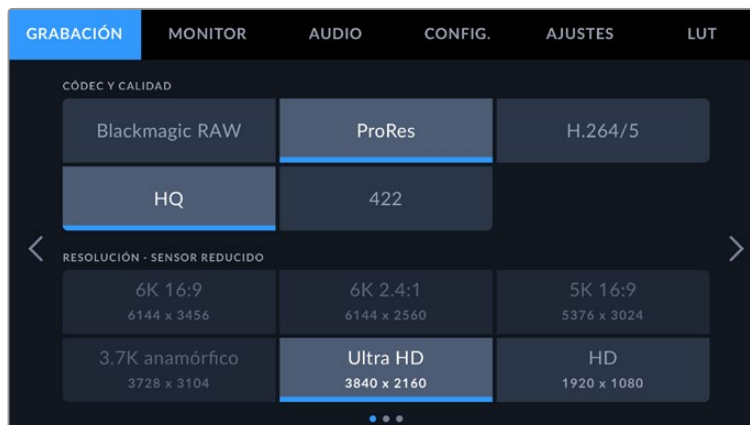 GRABACIÓN MONITOR AUDIO CONFIG. AJUSTES LUT
CÓDEC Y CALIDAD
Blackmagic RAW ProRes H.264/5
HQ 422
RESOLUCIÓN - SENSOR REDUCIDO
6K 16:9 6K 2.4:1 5K 16:9
6144 x 3456 6144 x 2560 5376 x 3024
3.7K anamórfico Ultra HD HD
3728 x 3104 3840 x 2160 1920 x 1080